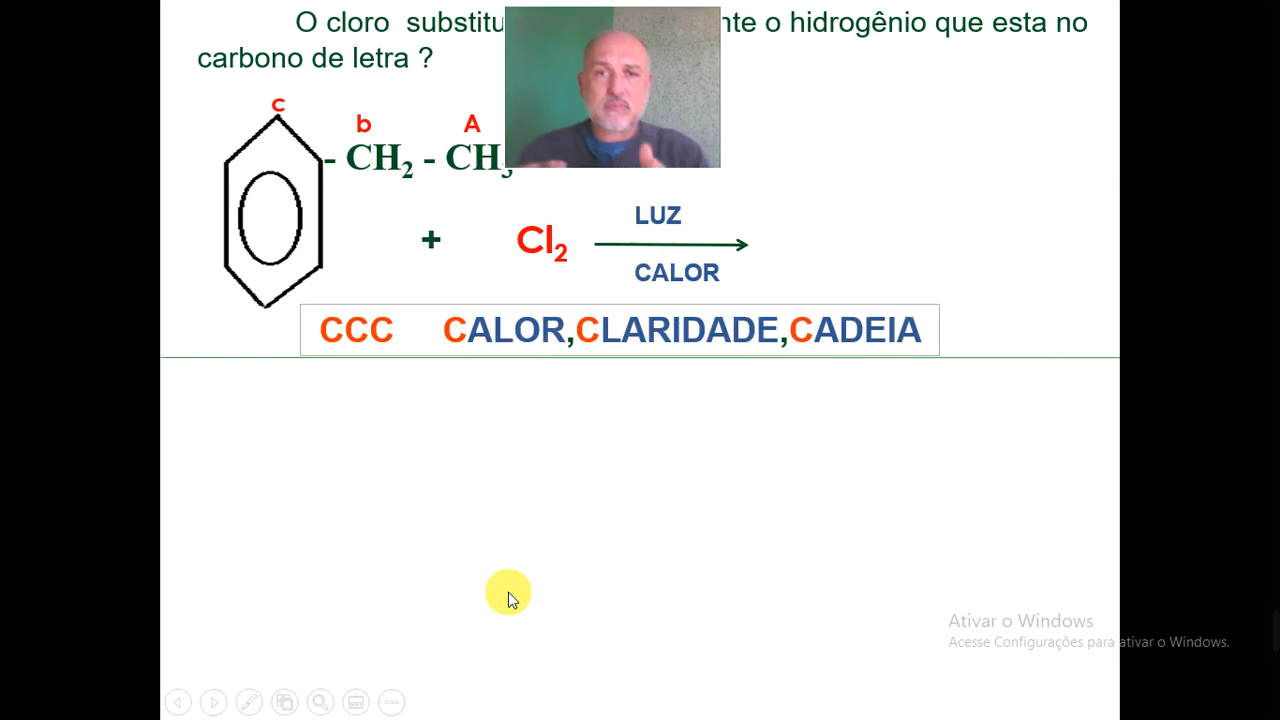 O cloro substitu nte o hidrogênio que esta no
carbono de letra ?
c
b A
- CH2 - CH3
LUZ
+ Cl2
CALOR
CCC CALOR,CLARIDADE,CADEIA
Ativar o Windows
Acesse Configurações para ativar o Windows.